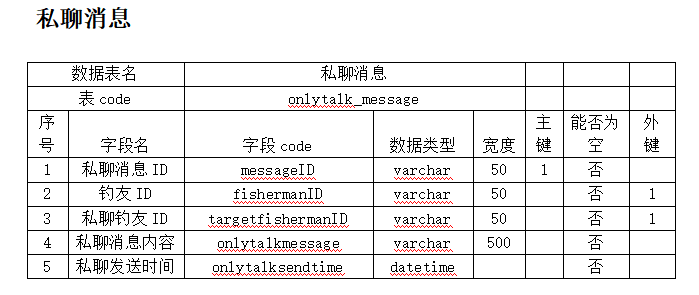 私聊消息
数据表名 私聊消息
表 code onlytalk_message
序号 字段名 字段 code 数据类型 宽度 主键 能否为空 外键
1 私聊消息 ID messageID varchar 50 1 否
2 钓友 ID fishermanID varchar 50 否 1
3 私聊钓友 ID targetfishermanID varchar 50 否 1
4 私聊消息内容 onlytalkmessage varchar 500 否
5 私聊发送时间 onlytalksendtime datetime 否